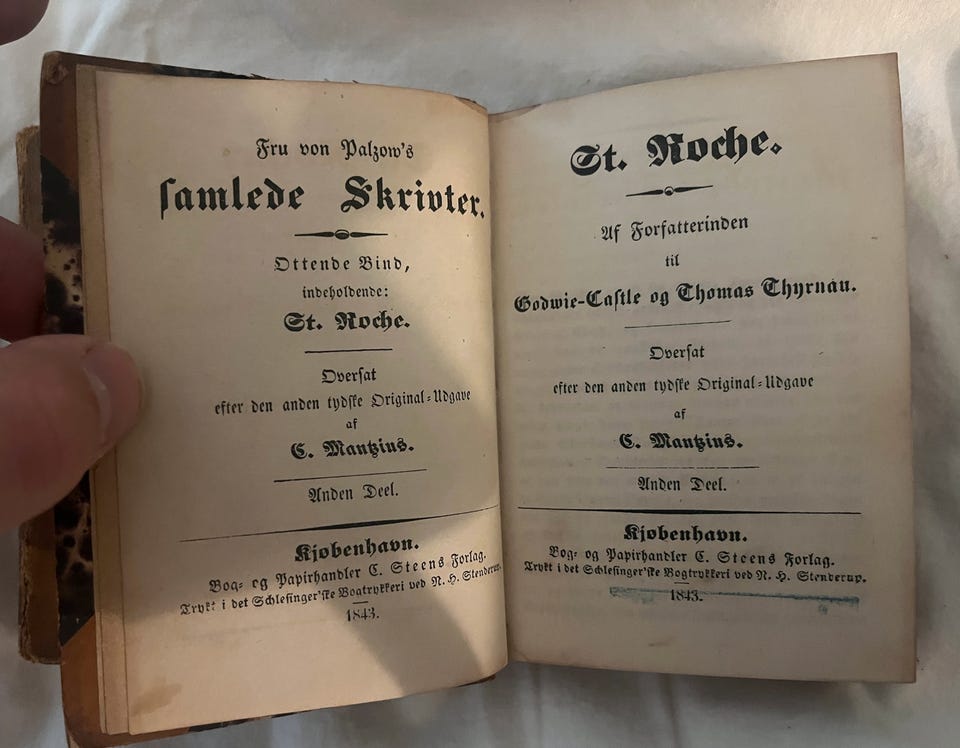 Fru von Palzow's
samlede Skrivter.
Ottende Bind,
indeholdende:
St. Roche.
Oversat
efter den anden tydske Original-Udgave
af
C. Mantzius.
Anden Deel.
Kjøbenhavn.
Bog- og Papirhandler C. Steens Forlag.
Trykt i det Schlesinger'ske Bogtrykkeri ved N. H. Stenderup.
1843.
St. Roche.
Af Forfatterinden
til
Godwie-Castle og Thomas Thyrnau.
Oversat
efter den anden tydske Original-Udgave
af
C. Mantzius.
Anden Deel.
Kjøbenhavn.
Bog- og Papirhandler C. Steens Forlag.
Trykt i det Schlesinger'ske Bogtrykkeri ved N. H. Stenderup.
1843.